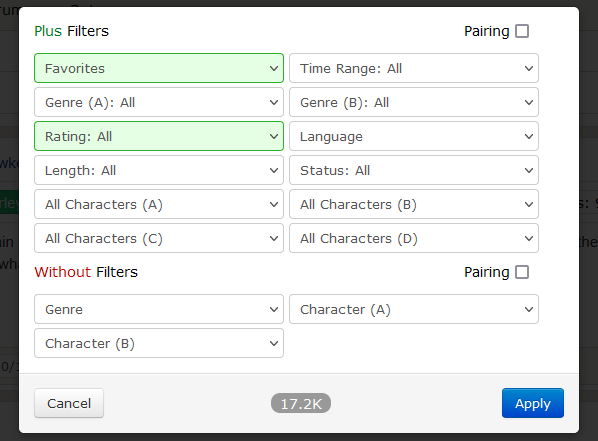 Plus Filters Pairing
Favorites Time Range: All
Genre (A): All Genre (B): All
Rating: All Language
Length: All Status: All
All Characters (A) All Characters (B)
All Characters (C) All Characters (D)
Without Filters Pairing
Genre Character (A)
Character (B)
Cancel 17.2K Apply